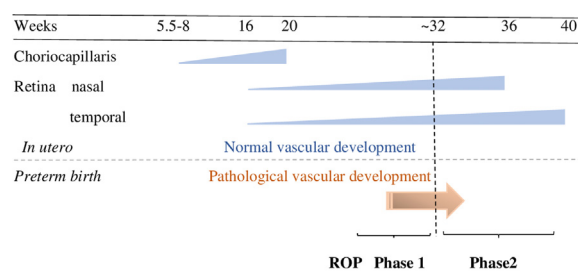 Weeks 5.5-8 16 20 ~32 36 40
Choriocapillaris
Retina nasal
temporal
In utero Normal vascular development
Preterm birth Pathological vascular development
ROP Phase 1 Phase2